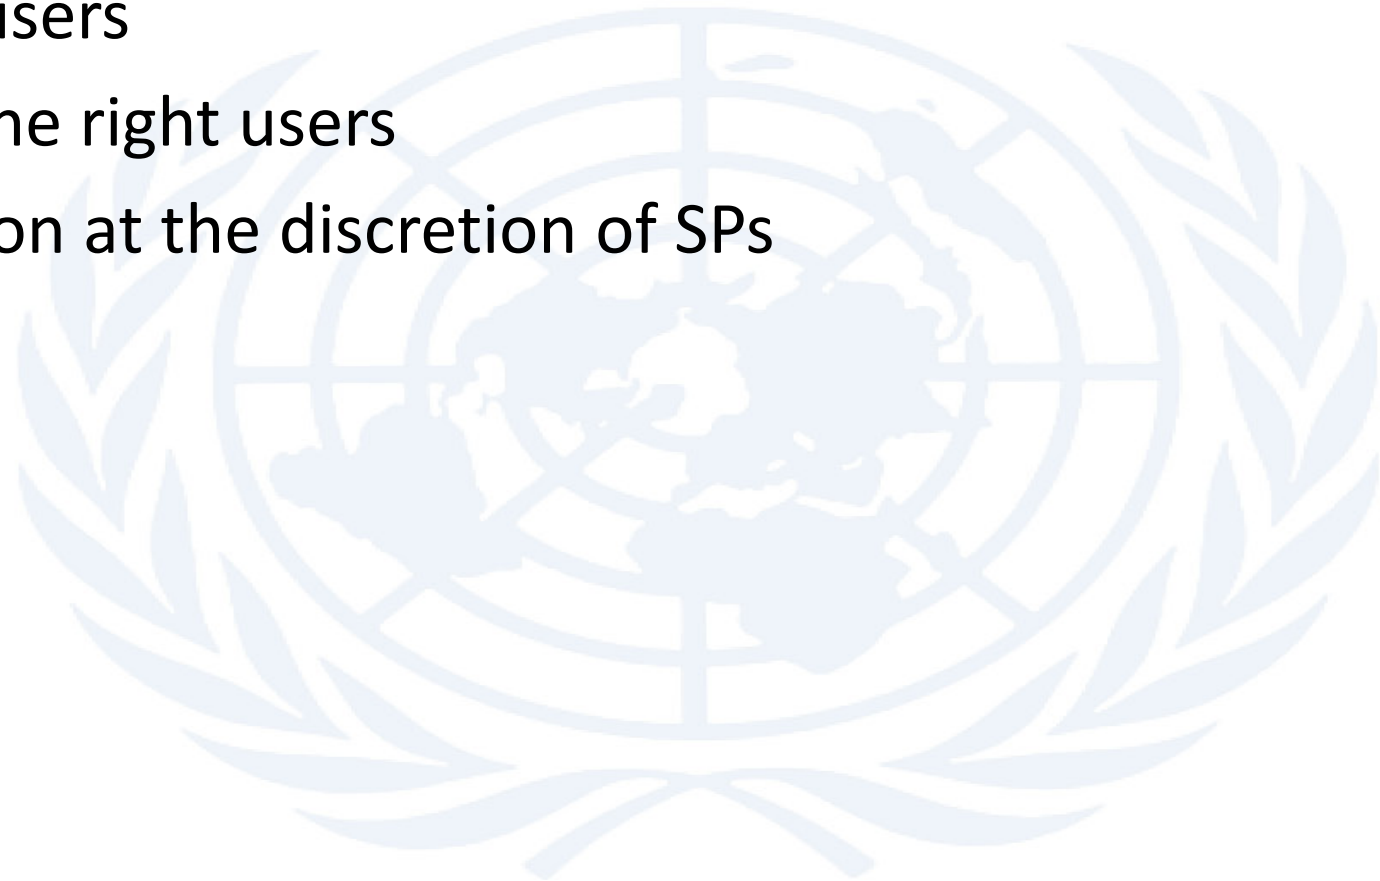 users
he right users
on at the discretion of SPs